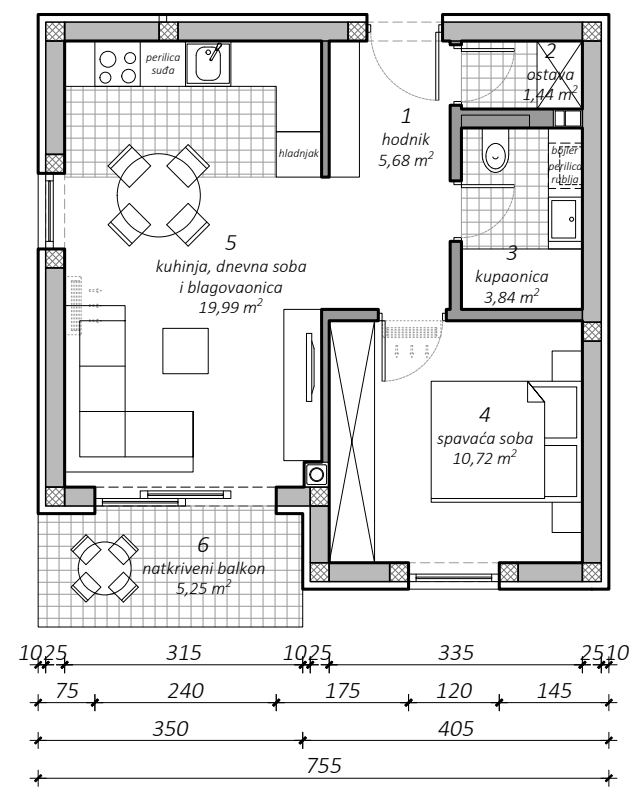 perilica
suđa
2
ostava
1,44 m²
1
hodnik
5,68 m²
hladnjak
bojler
perilica
rublja
5
kuhinja, dnevna soba
i blagovaonica
19,99 m²
3
kupaonica
3,84 m²
4
spavaća soba
10,72 m²
6
natkriveni balkon
5,25 m²
10 25 315 10 25 335 25 10
75 240 175 120 145
350 405
755